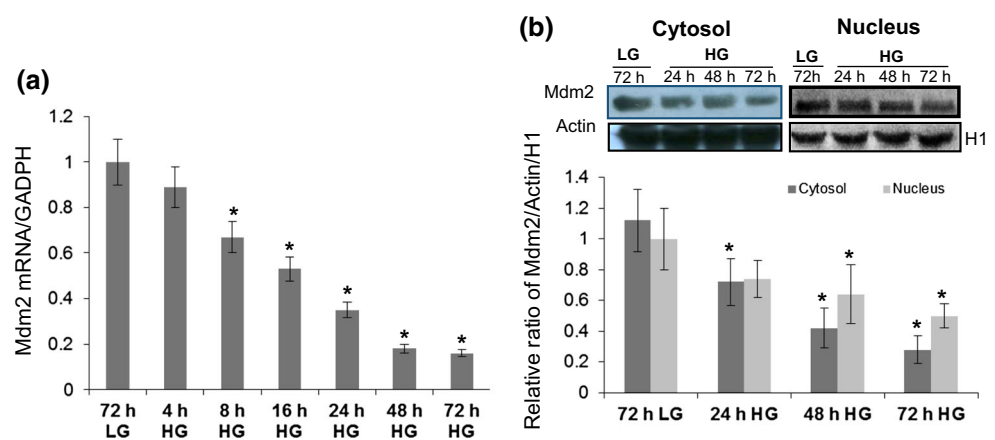 (a)
Mdm2 mRNA/GADPH
1.2
1
0.8
0.6
0.4
0.2
0
*
*
*
*
*
72 h 4 h 8 h 16 h 24 h 48 h 72 h
LG HG HG HG HG HG HG
(b)
Cytosol Nucleus
LG HG LG HG
72 h 24 h 48 h 72 h 72h 24 h 48 h 72 h
Mdm2
Actin H1
Relative ratio of Mdm2/Actin/H1
1.4
1.2
1
0.8
0.6
0.4
0.2
0
Cytosol Nucleus
*
*
*
*
*
72 h LG 24 h HG 48 h HG 72 h HG